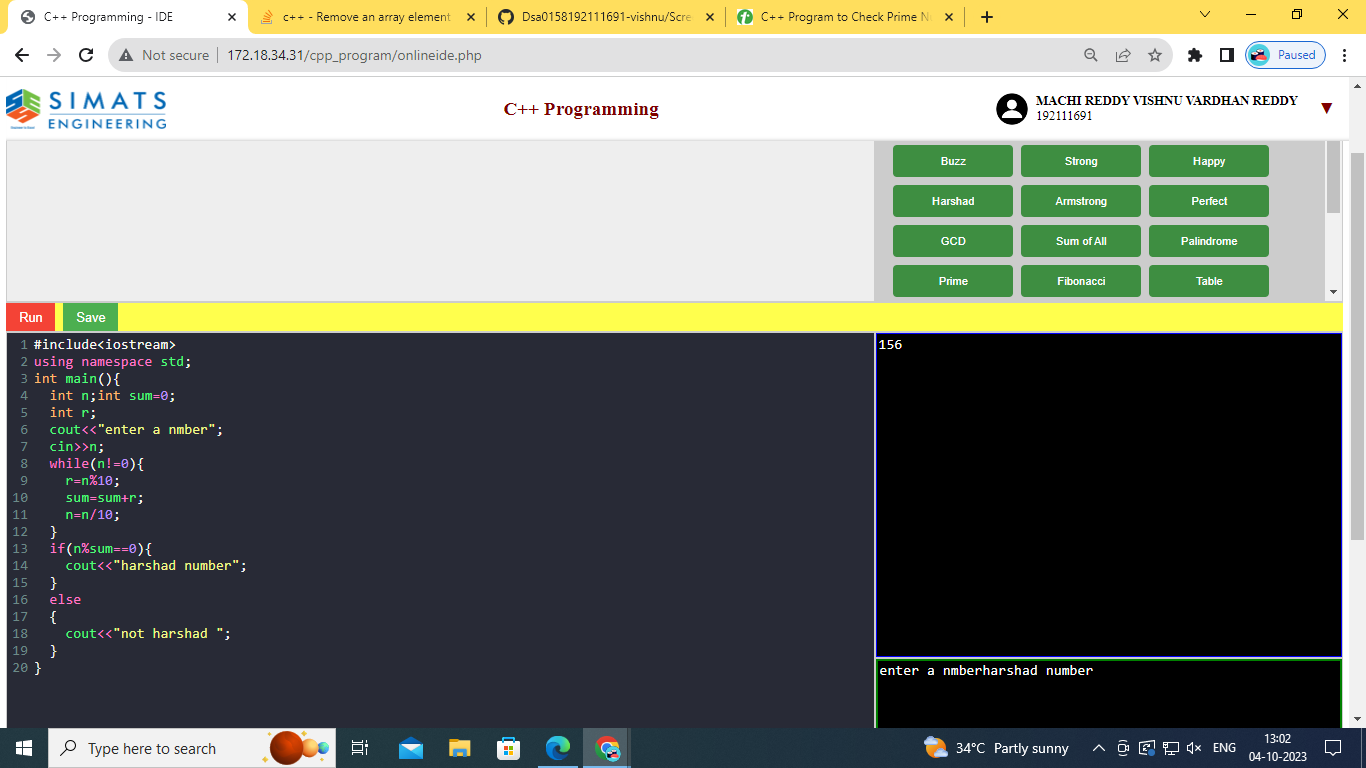 C++ Programming - IDE
c++ - Remove an array element
Dsa0158192111691-vishnu/Scre
C++ Program to Check Prime N
Not secure
172.18.34.31/cpp_program/onlineide.php
Paused
SIMATS
ENGINEERING
C++ Programming
MACHI REDDY VISHNU VARDHAN REDDY
192111691
Buzz Strong Happy
Harshad Armstrong Perfect
GCD Sum of All Palindrome
Prime Fibonacci Table
Run Save
1 #include<iostream>
2 using namespace std;
3 int main(){
4 int n;int sum=0;
5 int r;
6 cout<<"enter a nmber";
7 cin>>n;
8 while(n!=0){
9 r=n%10;
10 sum=sum+r;
11 n=n/10;
12 }
13 if(n%sum==0){
14 cout<<"harshad number";
15 }
16 else
17 {
18 cout<<"not harshad ";
19 }
20 }
156
enter a nmberharshad number
Type here to search
34°C Partly sunny
ENG
13:02
04-10-2023